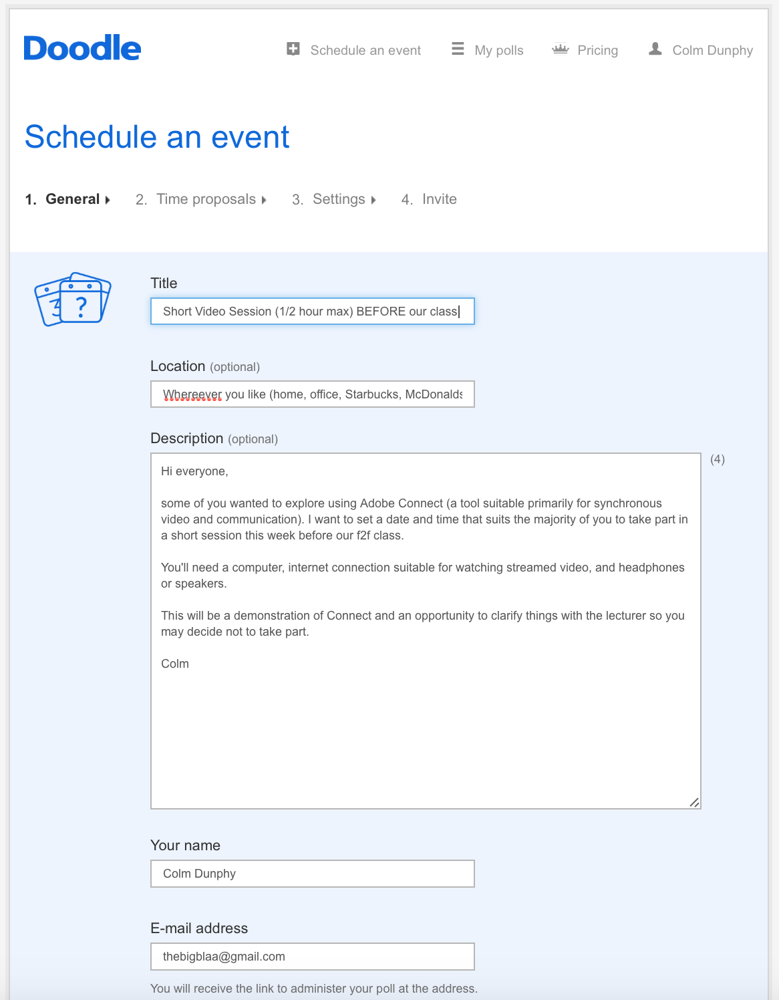 Doodle
Schedule an event
My polls
Pricing
Colm Dunphy
Schedule an event
1. General
2. Time proposals
3. Settings
4. Invite
3
?
Title
Short Video Session (1/2 hour max) BEFORE our class
Location (optional)
Whereever you like (home, office, Starbucks, McDonalds
Description (optional)
(4)
Hi everyone,
some of you wanted to explore using Adobe Connect (a tool suitable primarily for synchronous
video and communication). I want to set a date and time that suits the majority of you to take part in
a short session this week before our f2f class.
You'll need a computer, internet connection suitable for watching streamed video, and headphones
or speakers.
This will be a demonstration of Connect and an opportunity to clarify things with the lecturer so you
may decide not to take part.
Colm
Your name
Colm Dunphy
E-mail address
thebigblaa@gmail.com
You will receive the link to administer your poll at the address.